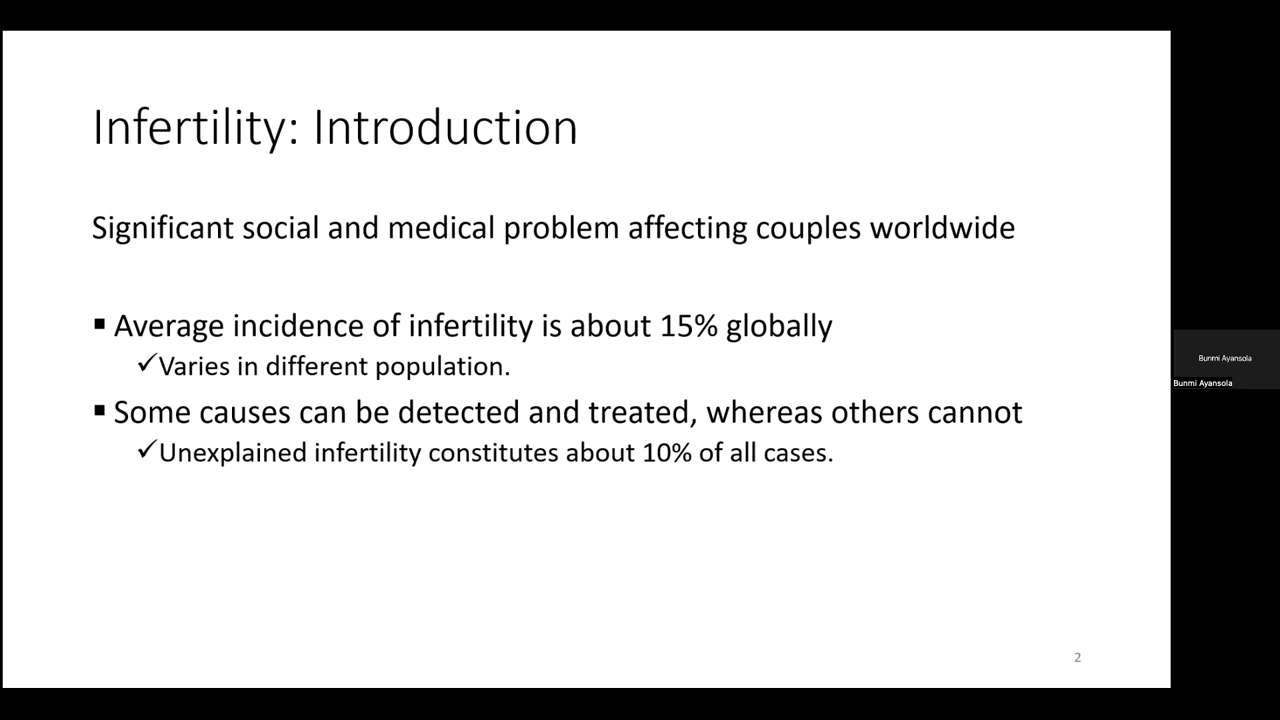 Infertility: Introduction
Significant social and medical problem affecting couples worldwide
▪ Average incidence of infertility is about 15% globally
✓Varies in different population.
▪ Some causes can be detected and treated, whereas others cannot
✓Unexplained infertility constitutes about 10% of all cases.
2
Bunmi Ayansola
Bunmi Ayansola